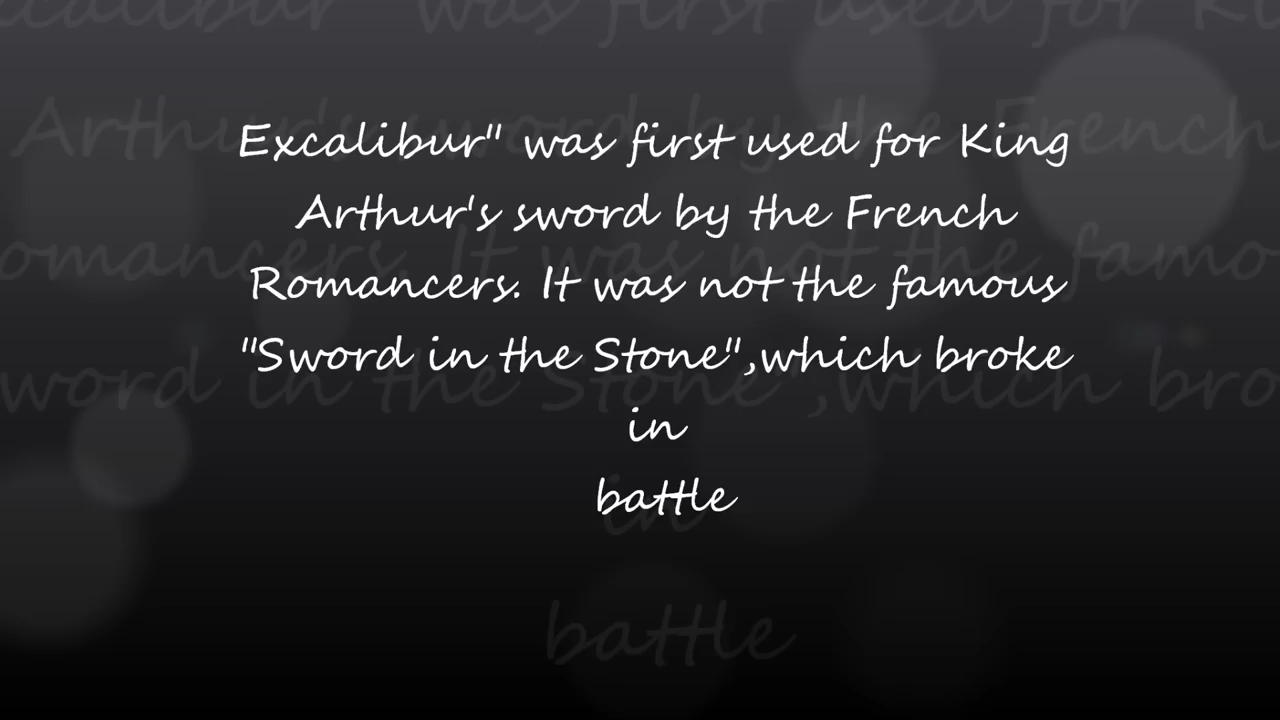 Excalibur" was first used for King
Arthur's sword by the French
Romancers. It was not the famous
"Sword in the Stone",which broke
in
battle